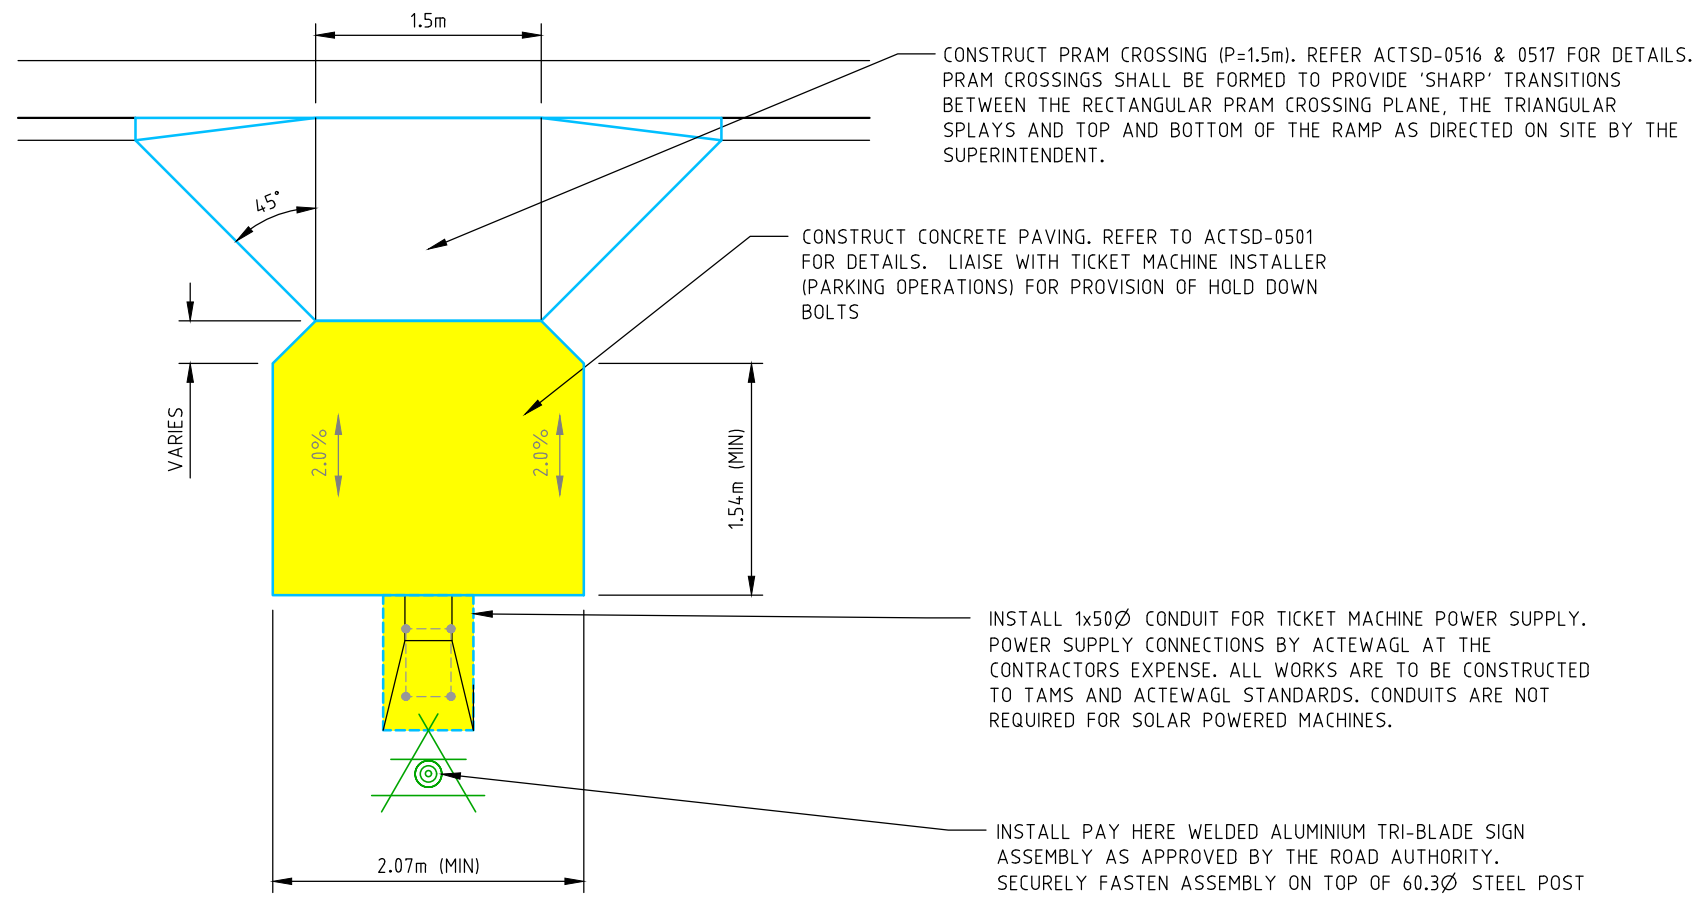 1.5m
CONSTRUCT PRAM CROSSING (P=1.5m). REFER ACTSD-0516 & 0517 FOR DETAILS.
PRAM CROSSINGS SHALL BE FORMED TO PROVIDE 'SHARP' TRANSITIONS
BETWEEN THE RECTANGULAR PRAM CROSSING PLANE, THE TRIANGULAR
SPLAYS AND TOP AND BOTTOM OF THE RAMP AS DIRECTED ON SITE BY THE
SUPERINTENDENT.
45°
CONSTRUCT CONCRETE PAVING. REFER TO ACTSD-0501
FOR DETAILS. LIAISE WITH TICKET MACHINE INSTALLER
(PARKING OPERATIONS) FOR PROVISION OF HOLD DOWN
BOLTS
VARIES
2.0%
2.0%
1.54m (MIN)
INSTALL 1x50Ø CONDUIT FOR TICKET MACHINE POWER SUPPLY.
POWER SUPPLY CONNECTIONS BY ACTEWAGL AT THE
CONTRACTORS EXPENSE. ALL WORKS ARE TO BE CONSTRUCTED
TO TAMS AND ACTEWAGL STANDARDS. CONDUITS ARE NOT
REQUIRED FOR SOLAR POWERED MACHINES.
INSTALL PAY HERE WELDED ALUMINIUM TRI-BLADE SIGN
ASSEMBLY AS APPROVED BY THE ROAD AUTHORITY.
SECURELY FASTEN ASSEMBLY ON TOP OF 60.3Ø STEEL POST
2.07m (MIN)